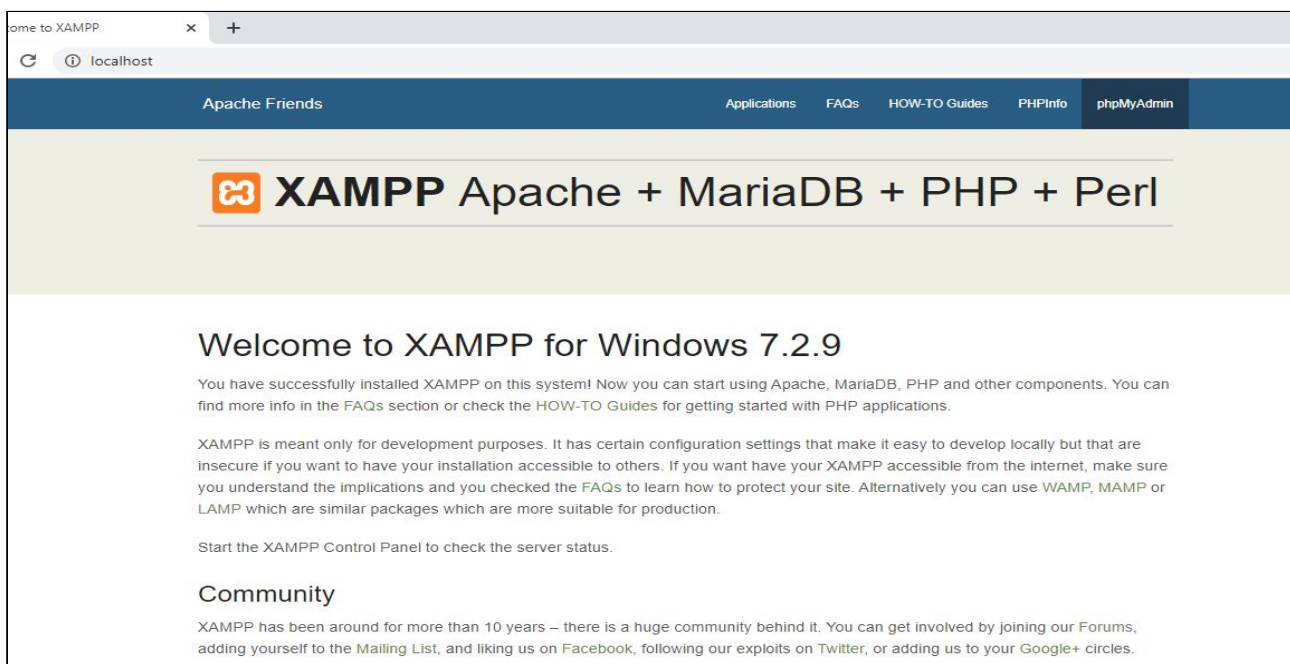 ome to XAMPP
localhost
Apache Friends
Applications FAQs HOW-TO Guides PHPInfo phpMyAdmin
XAMPP Apache + MariaDB + PHP + Perl
Welcome to XAMPP for Windows 7.2.9
You have successfully installed XAMPP on this system! Now you can start using Apache, MariaDB, PHP and other components. You can
find more info in the FAQs section or check the HOW-TO Guides for getting started with PHP applications.
XAMPP is meant only for development purposes. It has certain configuration settings that make it easy to develop locally but that are
insecure if you want to have your installation accessible to others. If you want have your XAMPP accessible from the internet, make sure
you understand the implications and you checked the FAQs to learn how to protect your site. Alternatively you can use WAMP, MAMP or
LAMP which are similar packages which are more suitable for production.
Start the XAMPP Control Panel to check the server status.
Community
XAMPP has been around for more than 10 years – there is a huge community behind it. You can get involved by joining our Forums,
adding yourself to the Mailing List, and liking us on Facebook, following our exploits on Twitter, or adding us to your Google+ circles.